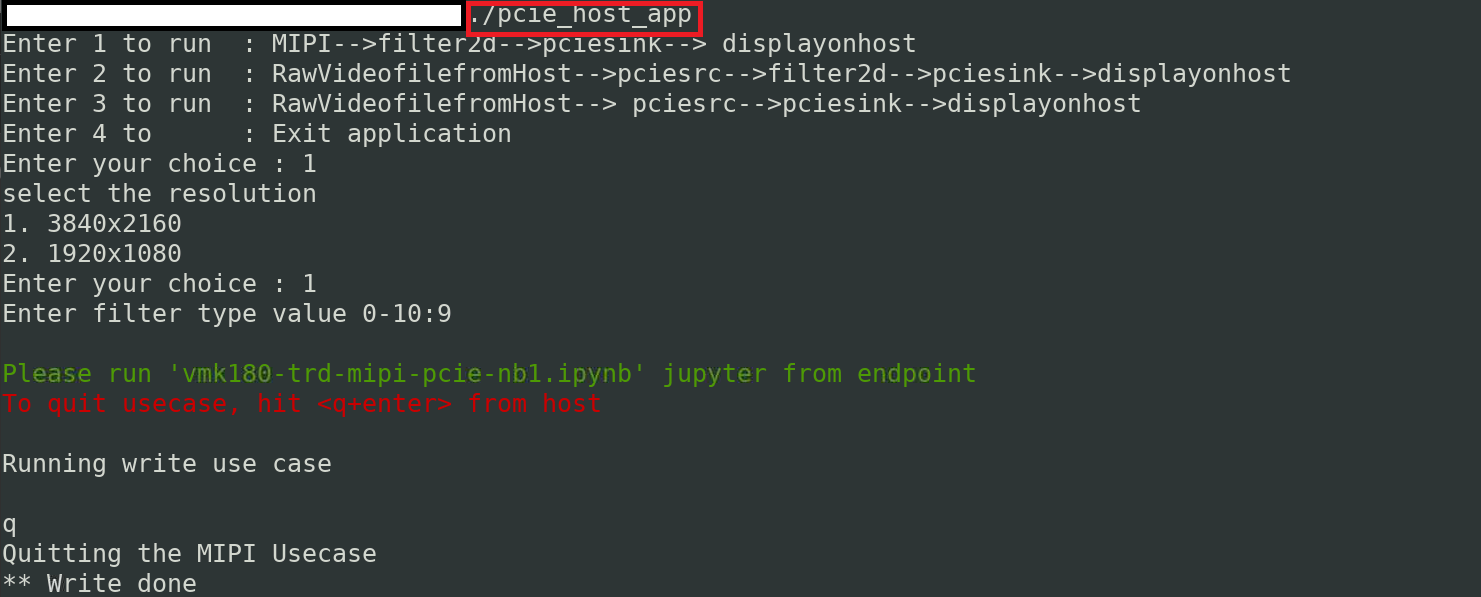 ./pcie_host_app
Enter 1 to run  : MIPI-->filter2d-->pciesink--> displayonhost
Enter 2 to run  : RawVideofilefromHost-->pciesrc-->filter2d-->pciesink-->displayonhost
Enter 3 to run  : RawVideofilefromHost--> pciesrc-->pciesink-->displayonhost
Enter 4 to      : Exit application
Enter your choice : 1
select the resolution
1. 3840x2160
2. 1920x1080
Enter your choice : 1
Enter filter type value 0-10:9
Please run 'vmk180-trd-mipi-pcie-nb1.ipynb' jupyter from endpoint
To quit usecase, hit <q+enter> from host
Running write use case
q
Quitting the MIPI Usecase
** Write done